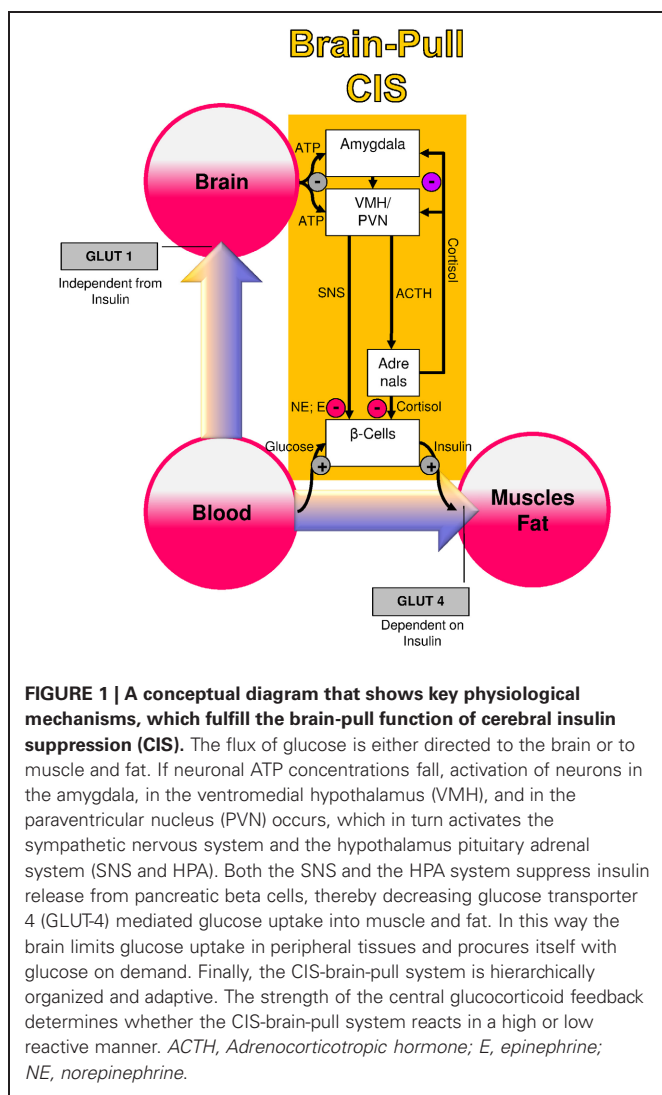 Brain-Pull
CIS
ATP
Amygdala
-
-
Brain
VMH/
PVN
ATP
GLUT 1
Independent from
Insulin
Cortisol
SNS
ACTH
Adre
nals
NE; E
-
-
Cortisol
Glucose
β-Cells
Insulin
+
+
Blood
Muscles
Fat
GLUT 4
Dependent on
Insulin
FIGURE 1 | A conceptual diagram that shows key physiological
mechanisms, which fulfill the brain-pull function of cerebral insulin
suppression (CIS). The flux of glucose is either directed to the brain or to
muscle and fat. If neuronal ATP concentrations fall, activation of neurons in
the amygdala, in the ventromedial hypothalamus (VMH), and in the
paraventricular nucleus (PVN) occurs, which in turn activates the
sympathetic nervous system and the hypothalamus pituitary adrenal
system (SNS and HPA). Both the SNS and the HPA system suppress insulin
release from pancreatic beta cells, thereby decreasing glucose transporter
4 (GLUT-4) mediated glucose uptake into muscle and fat. In this way the
brain limits glucose uptake in peripheral tissues and procures itself with
glucose on demand. Finally, the CIS-brain-pull system is hierarchically
organized and adaptive. The strength of the central glucocorticoid feedback
determines whether the CIS-brain-pull system reacts in a high or low
reactive manner. ACTH, Adrenocorticotropic hormone; E, epinephrine;
NE, norepinephrine.